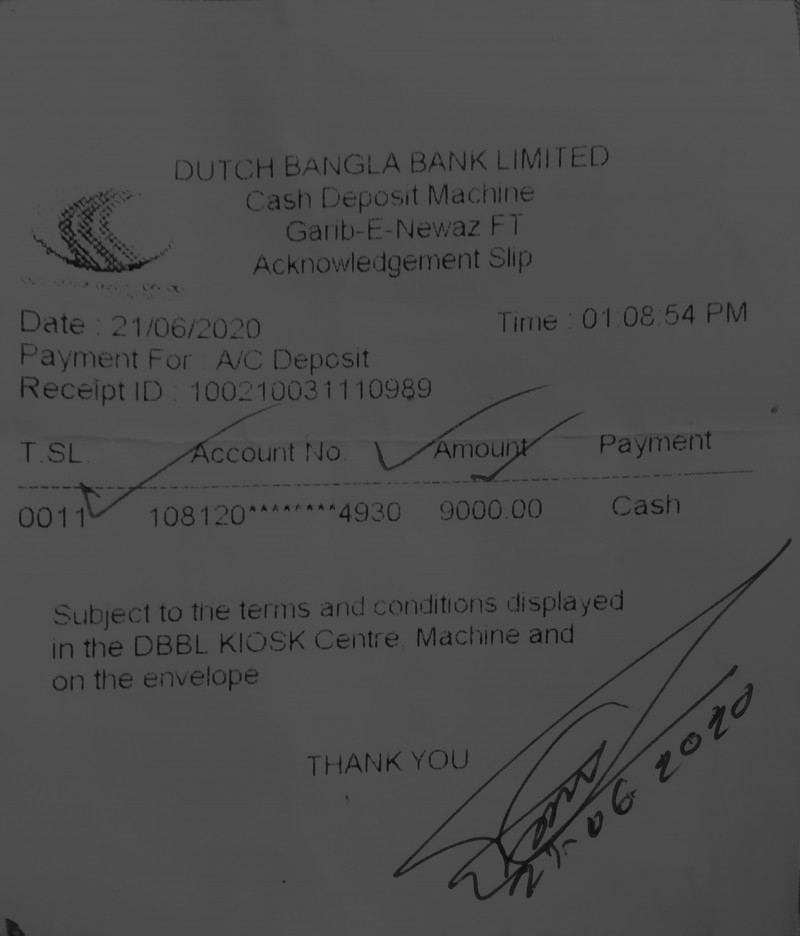 DUTCH BANGLA BANK LIMITED
Cash Deposit Machine
Garib-E-Newaz FT
Acknowledgement Slip
Date : 21/06/2020 Time : 01:08:54 PM
Payment For : A/C Deposit
Receipt ID : 100210031110989
T.SL. Account No. Amount Payment
0011 108120********4930 9000.00 Cash
Subject to the terms and conditions displayed
in the DBBL KIOSK Centre, Machine and
on the envelope
THANK YOU
21-06 2020